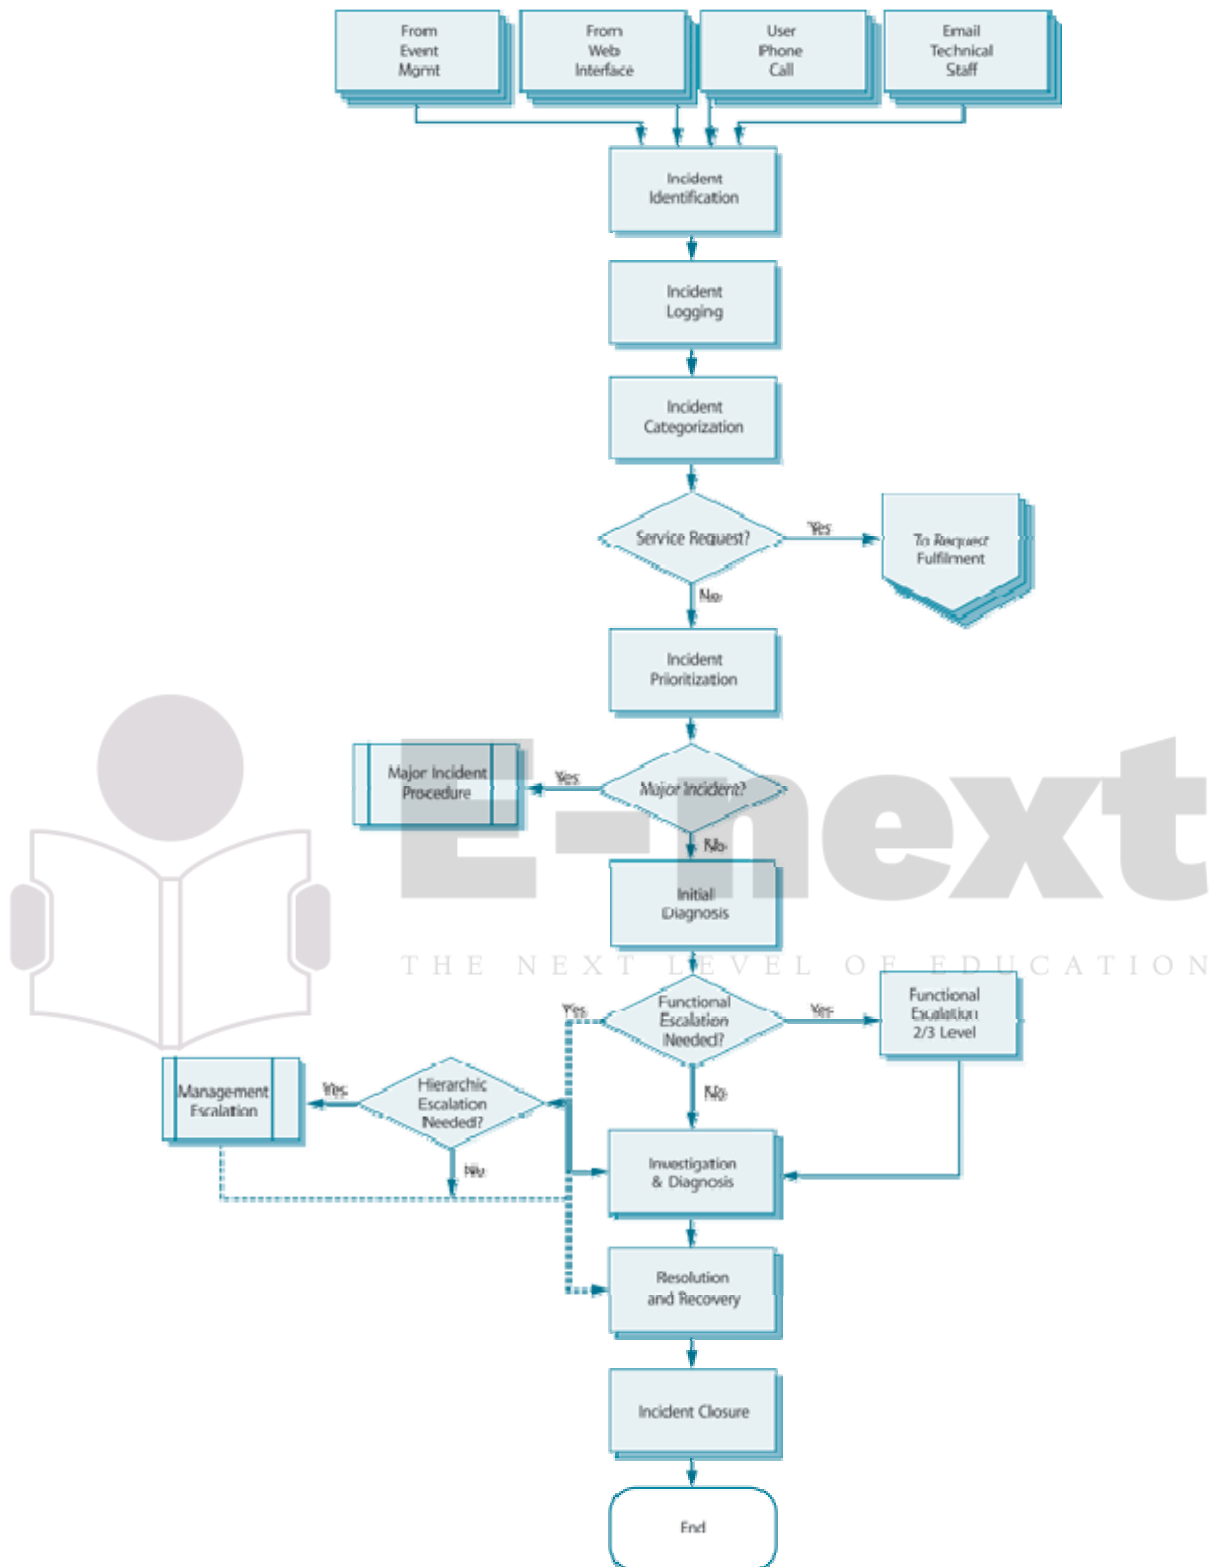 From
Event
Mgmt
From
Web
Interface
User
Phone
Call
Email
Technical
Staff
Incident
Identification
Incident
Logging
Incident
Categorization
Service Request?
Yes
To Request
Fulfilment
No
Incident
Prioritization
Major Incident
Procedure
Yes
Major Incident?
No
E-next
THE NEXT LEVEL OF EDUCATION
Initial
Diagnosis
Yes
Functional
Escalation
Needed?
Yes
Functional
Escalation
2/3 Level
No
Management
Escalation
Yes
Hierarchic
Escalation
Needed?
No
Investigation
& Diagnosis
Resolution
and Recovery
Incident Closure
End